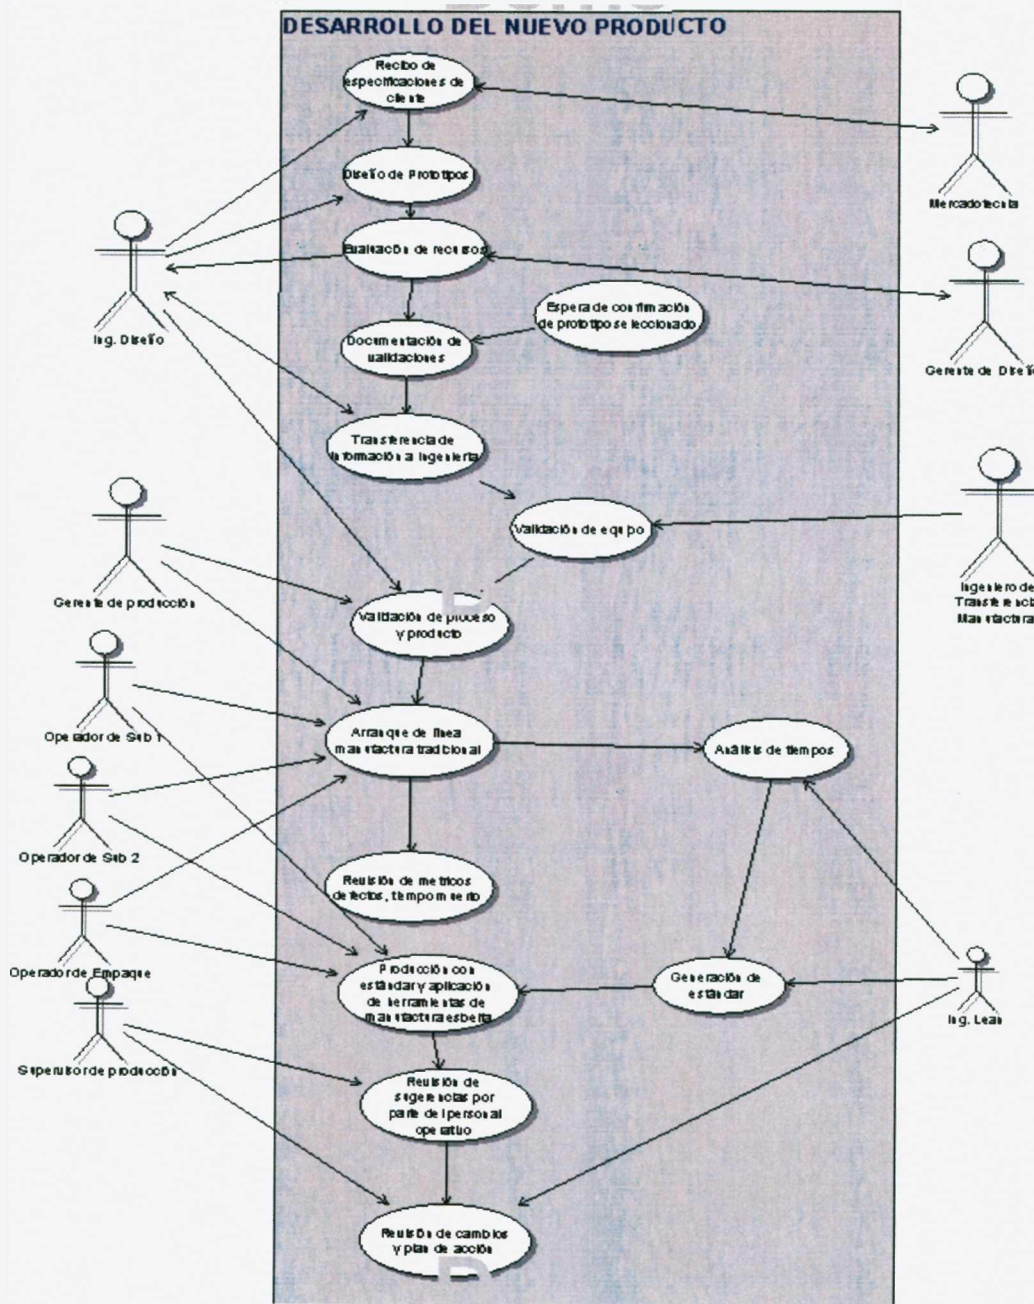 DESARROLLO DEL NUEVO PRODUCTO
Recibo de
especificaciones de
cliente
Mercadotecnia
Diseño de Prototipos
Ing. Diseño
Evaluación de recursos
Gerente de Diseño
Espera de confirmación
de prototipo seleccionado
Documentación de
validaciones
Transferencia de
información a ingeniería
Validación de equipo
Ingeniero de
Transferencia
Manufactura
Gerente de producción
Validación de proceso
y producto
Operador de Sub 1
Arranque de línea
manufactura tradicional
Análisis de tiempos
Operador de Sub 2
Revisión de metricos
defectos, tiempo muerto
Operador de Empaque
Producción con
estándar y aplicación
de herramientas de
manufactura esbelta
Generación de
estándar
Ing. Lean
Supervisor de producción
Revisión de
sugerencias por
parte del personal
operativo
Revisión de cambios
y plan de acción